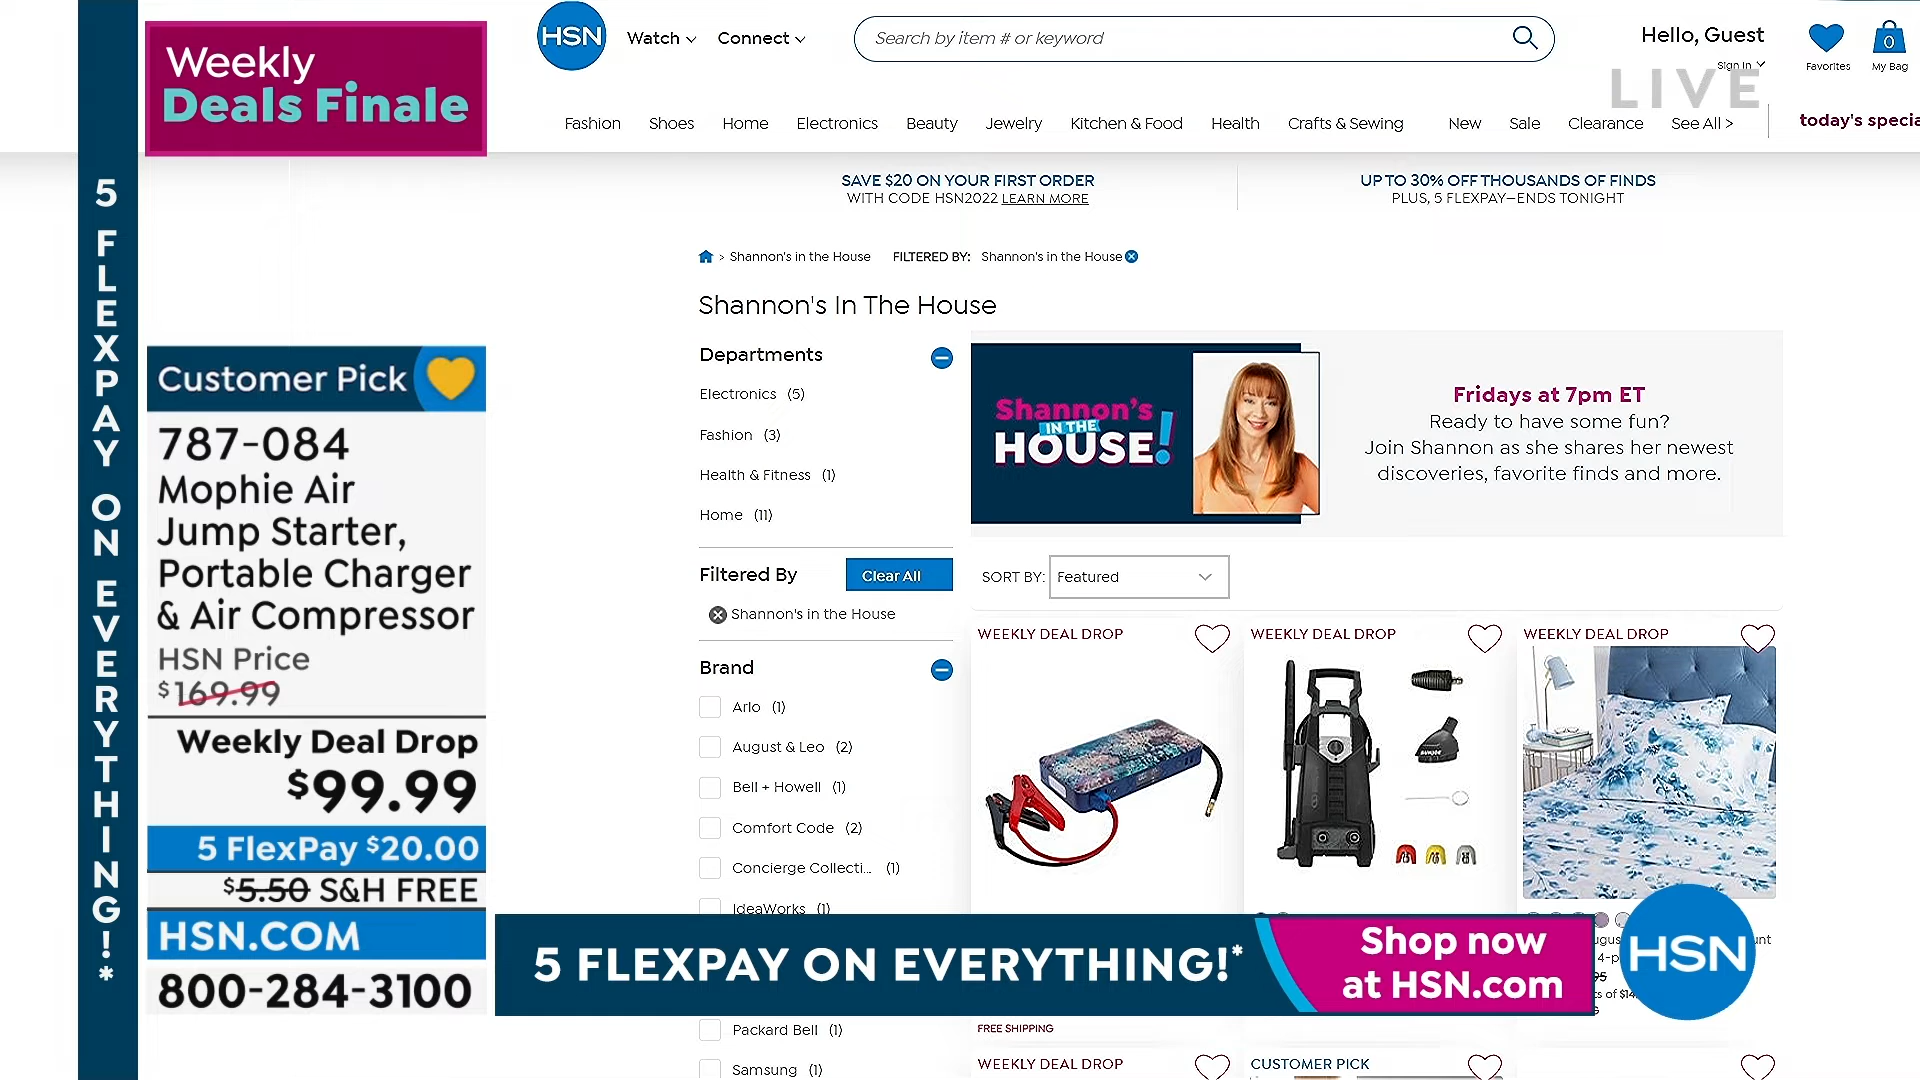 Weekly
Deals Finale
5 FLEXPAY ON EVERYTHING!*
Customer Pick
787-084
Mophie Air
Jump Starter,
Portable Charger
& Air Compressor
HSN Price
$169.99
Weekly Deal Drop
$99.99
5 FlexPay $20.00
$5.50 S&H FREE
HSN.COM
800-284-3100
HSN
Watch
Connect
Search by item # or keyword
Hello, Guest
Sign In
Favorites
0
My Bag
LIVE
Fashion
Shoes
Home
Electronics
Beauty
Jewelry
Kitchen & Food
Health
Crafts & Sewing
New
Sale
Clearance
See All >
today's specia
SAVE $20 ON YOUR FIRST ORDER
WITH CODE HSN2022 LEARN MORE
UP TO 30% OFF THOUSANDS OF FINDS
PLUS, 5 FLEXPAY—ENDS TONIGHT
> Shannon's in the House
FILTERED BY: Shannon's in the House
Shannon's In The House
Departments
Electronics (5)
Fashion (3)
Health & Fitness (1)
Home (11)
Filtered By
Clear All
Shannon's in the House
Brand
Arlo (1)
August & Leo (2)
Bell + Howell (1)
Comfort Code (2)
Concierge Collecti... (1)
IdeaWorks (1)
Packard Bell (1)
Samsung (1)
Shannon's
IN THE
HOUSE!
Fridays at 7pm ET
Ready to have some fun?
Join Shannon as she shares her newest
discoveries, favorite finds and more.
SORT BY: Featured
WEEKLY DEAL DROP
WEEKLY DEAL DROP
WEEKLY DEAL DROP
FREE SHIPPING
WEEKLY DEAL DROP
CUSTOMER PICK
5 FLEXPAY ON EVERYTHING!*
Shop now
at HSN.com
HSN